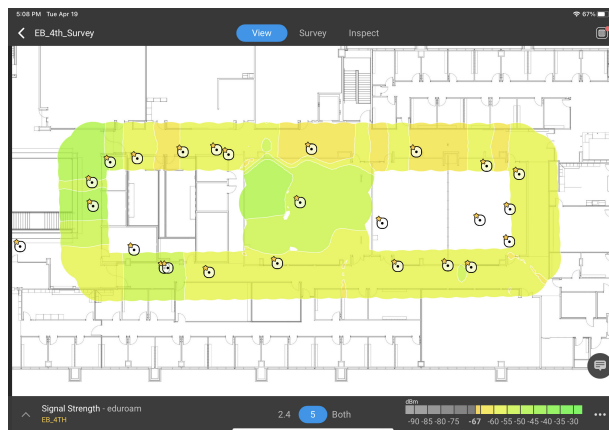 5:08 PM Tue Apr 19
67%
EB_4th_Survey
View Survey Inspect
Signal Strength - eduroam
EB_4TH
2.4 5 Both
dBm
-90 -85 -80 -75 -67 -60 -55 -50 -45 -40 -35 -30